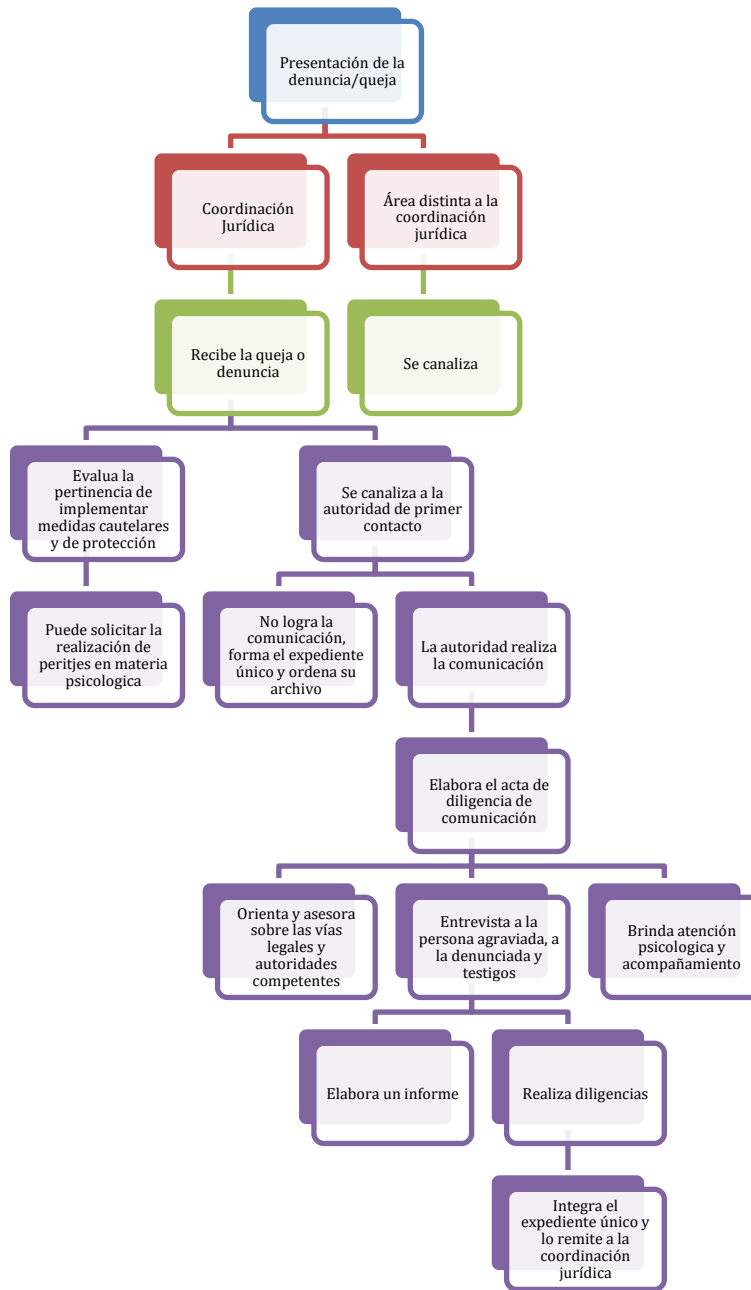 Presentación de la
denuncia/queja
Coordinación
Jurídica
Área distinta a la
coordinación
jurídica
Recibe la queja o
denuncia
Se canaliza
Evalua la
pertinencia de
implementar
medidas cautelares
y de protección
Se canaliza a la
autoridad de primer
contacto
Puede solicitar la
realización de
peritjes en materia
psicologica
No logra la
comunicación,
forma el expediente
único y ordena su
archivo
La autoridad realiza
la comunicación
Elabora el acta de
diligencia de
comunicación
Orienta y asesora
sobre las vías
legales y
autoridades
competentes
Entrevista a la
persona agraviada, a
la denunciada y
testigos
Brinda atención
psicologica y
acompañamiento
Elabora un informe
Realiza diligencias
Integra el
expediente único y
lo remite a la
coordinación
jurídica